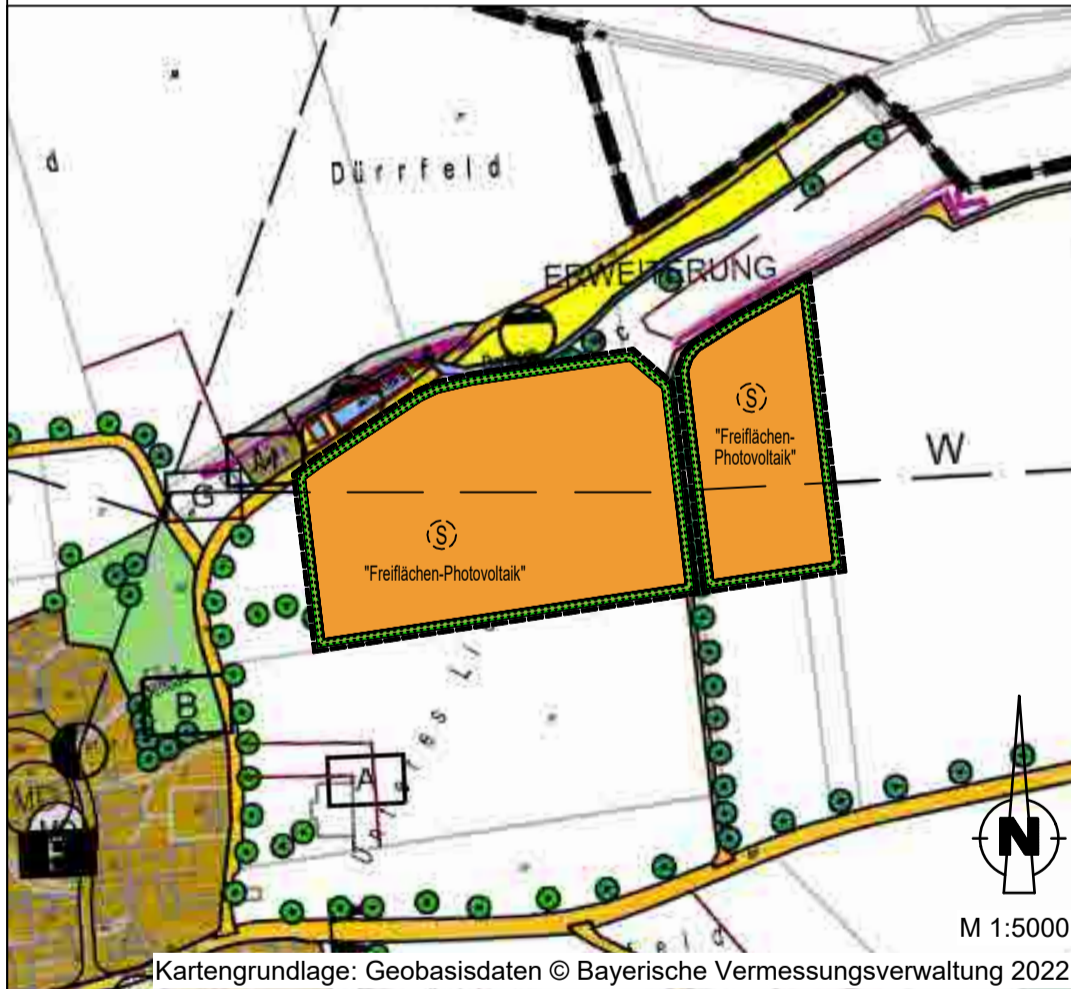 d
Dürrfeld
ERWEITERUNG
c
S
"Freiflächen-
Photovoltaik"
W
G
S
"Freiflächen-Photovoltaik"
B
A
N
M 1:5000
Kartengrundlage: Geobasisdaten © Bayerische Vermessungsverwaltung 2022